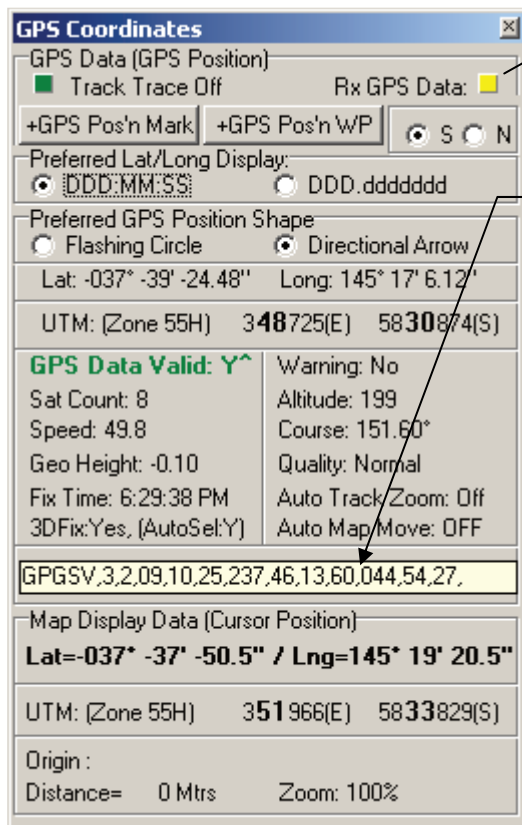 GPS Coordinates
GPS Data (GPS Position)
Track Trace Off Rx GPS Data:
+GPS Pos'n Mark +GPS Pos'n WP S N
Preferred Lat/Long Display:
DDD:MM:SS DDD.ddddddd
Preferred GPS Position Shape
Flashing Circle Directional Arrow
Lat: -037° -39' -24.48'' Long: 145° 17' 6.12''
UTM: (Zone 55H) 348725(E) 5830874(S)
GPS Data Valid: Y^ Warning: No
Sat Count: 8 Altitude: 199
Speed: 49.8 Course: 151.60°
Geo Height: -0.10 Quality: Normal
Fix Time: 6:29:38 PM Auto Track Zoom: Off
3DFix:Yes, (AutoSel:Y) Auto Map Move: OFF
GPGSV,3,2,09,10,25,237,46,13,60,044,54,27,
Map Display Data (Cursor Position)
Lat=-037° -37' -50.5" / Lng=145° 19' 20.5"
UTM: (Zone 55H) 351966(E) 5833829(S)
Origin :
Distance= 0 Mtrs Zoom: 100%